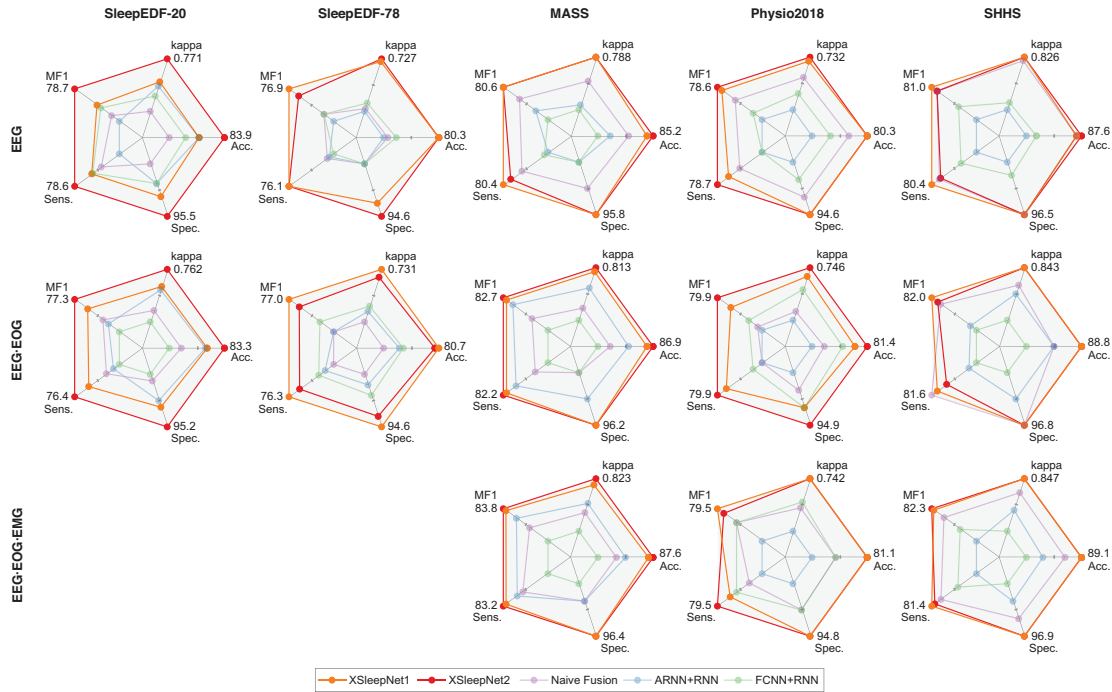 SleepEDF-20 SleepEDF-78 MASS Physio2018 SHHS
EEG
kappa
0.771
MF1
78.7
83.9
Acc.
78.6
Sens.
95.5
Spec.
kappa
0.727
MF1
76.9
80.3
Acc.
76.1
Sens.
94.6
Spec.
kappa
0.788
MF1
80.6
85.2
Acc.
80.4
Sens.
95.8
Spec.
kappa
0.732
MF1
78.6
80.3
Acc.
78.7
Sens.
94.6
Spec.
kappa
0.826
MF1
81.0
87.6
Acc.
80.4
Sens.
96.5
Spec.
EEG·EOG
kappa
0.762
MF1
77.3
83.3
Acc.
76.4
Sens.
95.2
Spec.
kappa
0.731
MF1
77.0
80.7
Acc.
76.3
Sens.
94.6
Spec.
kappa
0.813
MF1
82.7
86.9
Acc.
82.2
Sens.
96.2
Spec.
kappa
0.746
MF1
79.9
81.4
Acc.
79.9
Sens.
94.9
Spec.
kappa
0.843
MF1
82.0
88.8
Acc.
81.6
Sens.
96.8
Spec.
EEG·EOG·EMG
kappa
0.823
MF1
83.8
87.6
Acc.
83.2
Sens.
96.4
Spec.
kappa
0.742
MF1
79.5
81.1
Acc.
79.5
Sens.
94.8
Spec.
kappa
0.847
MF1
82.3
89.1
Acc.
81.4
Sens.
96.9
Spec.
XSleepNet1 XSleepNet2 Naive Fusion ARNN+RNN FCNN+RNN